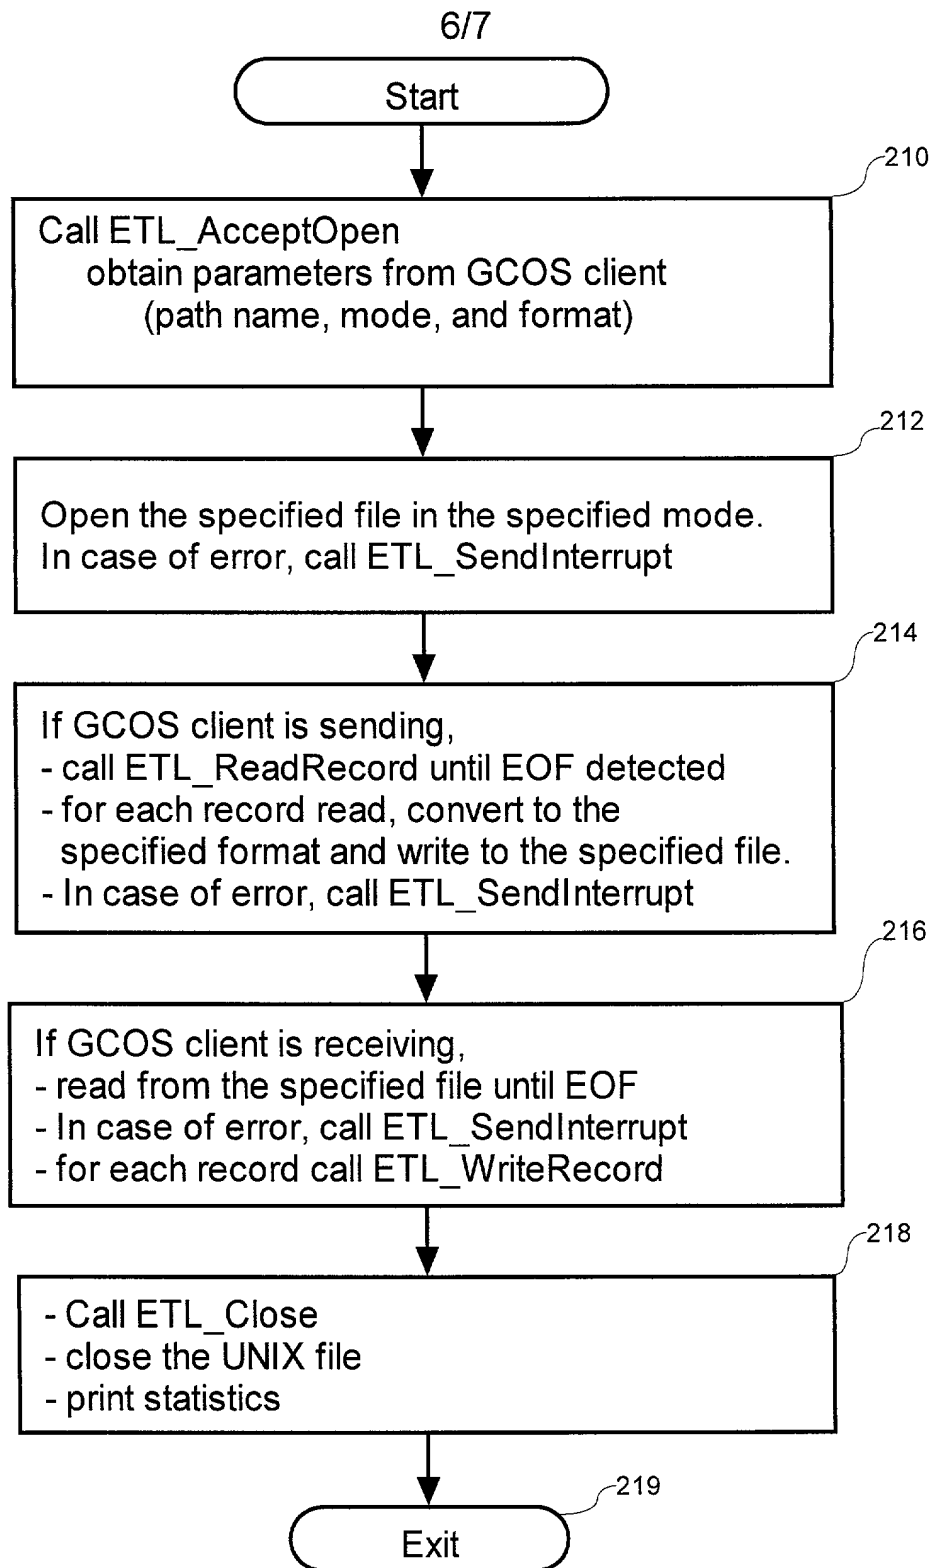 6/7
Start
210
Call ETL_AcceptOpen
obtain parameters from GCOS client
(path name, mode, and format)
212
Open the specified file in the specified mode.
In case of error, call ETL_SendInterrupt
214
If GCOS client is sending,
- call ETL_ReadRecord until EOF detected
- for each record read, convert to the
specified format and write to the specified file.
- In case of error, call ETL_SendInterrupt
216
If GCOS client is receiving,
- read from the specified file until EOF
- In case of error, call ETL_SendInterrupt
- for each record call ETL_WriteRecord
218
- Call ETL_Close
- close the UNIX file
- print statistics
219
Exit